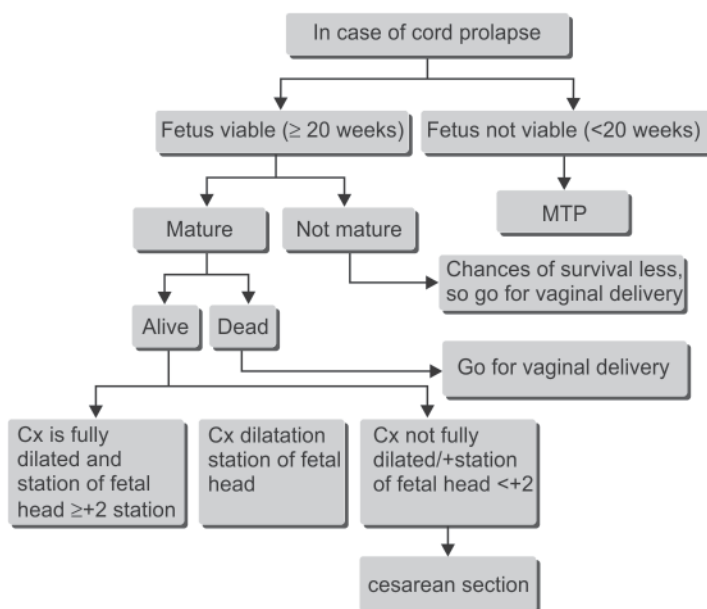 In case of cord prolapse
Fetus viable (≥ 20 weeks)
Fetus not viable (<20 weeks)
Mature
Not mature
MTP
Chances of survival less,
so go for vaginal delivery
Alive
Dead
Go for vaginal delivery
Cx is fully
dilated and
station of fetal
head ≥+2 station
Cx dilatation
station of fetal
head
Cx not fully
dilated/+station
of fetal head <+2
cesarean section